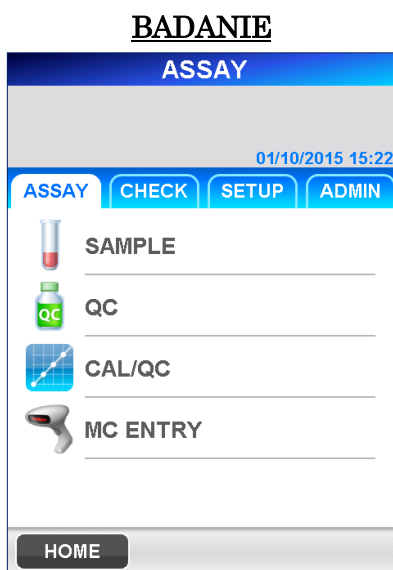 BADANIE
ASSAY
01/10/2015 15:22
ASSAY CHECK SETUP ADMIN
SAMPLE
QC
QC
CAL/QC
MC ENTRY
HOME